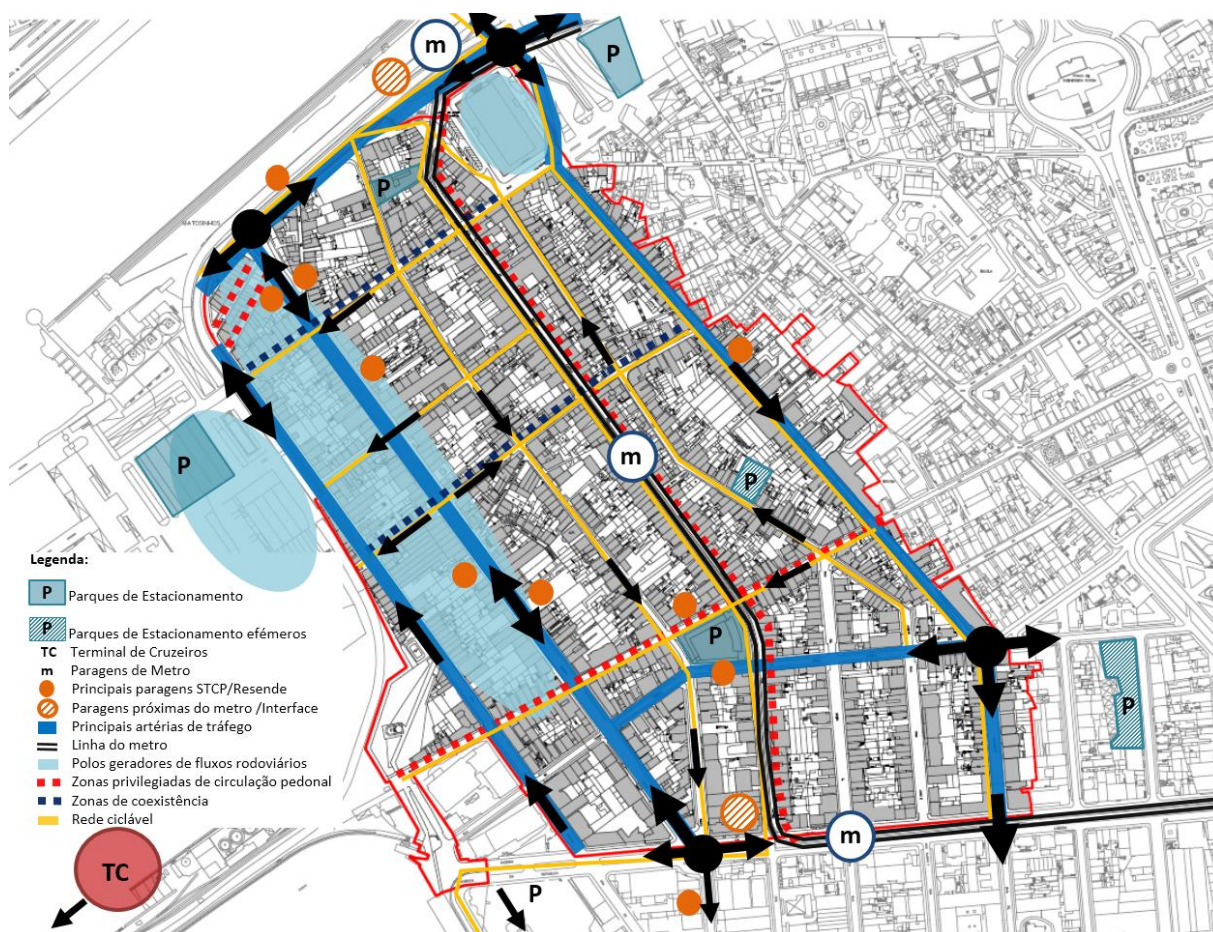 m
P
MATOSINHOS
P
m
P
P
P
P
m
P
Legenda:
P Parques de Estacionamento
P Parques de Estacionamento efémeros
TC Terminal de Cruzeiros
m Paragens de Metro
Principais paragens STCP/Resende
Paragens próximas do metro /Interface
Principais artérias de tráfego
Linha do metro
Polos geradores de fluxos rodoviários
Zonas privilegiadas de circulação pedonal
Zonas de coexistência
Rede ciclável
TC